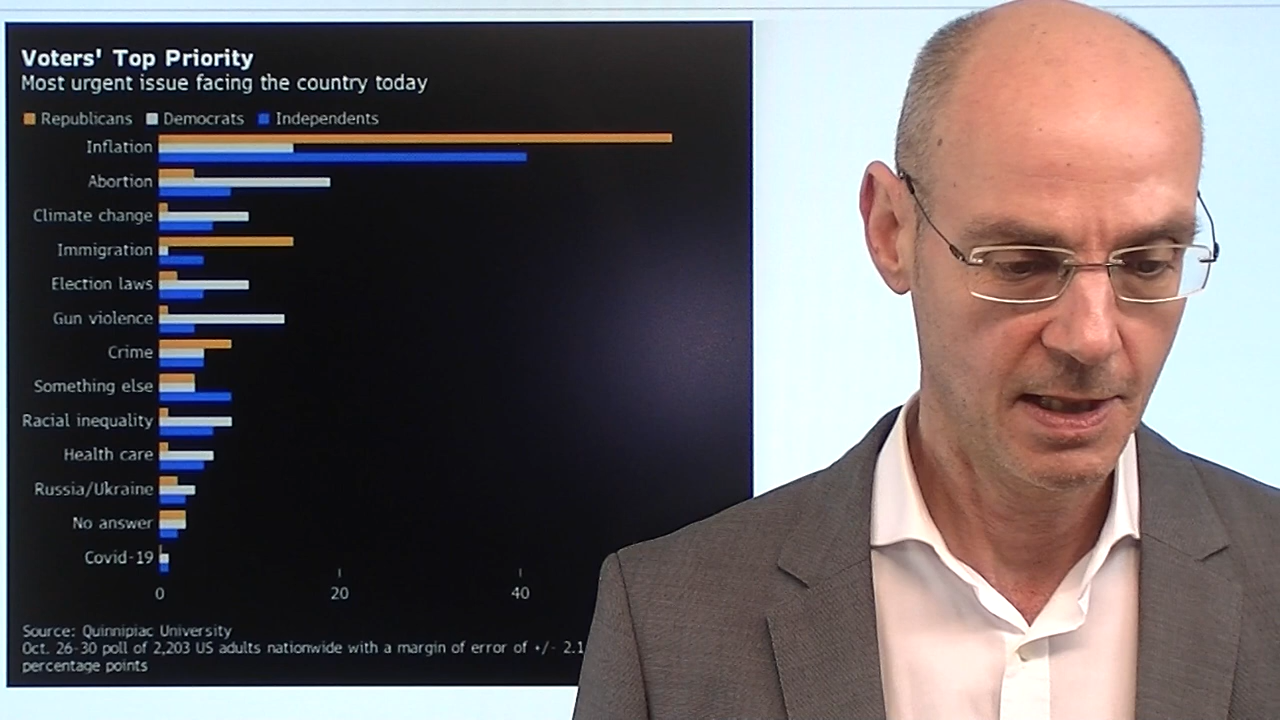 Voters' Top Priority
Most urgent issue facing the country today
Republicans Democrats Independents
Inflation
Abortion
Climate change
Immigration
Election laws
Gun violence
Crime
Something else
Racial inequality
Health care
Russia/Ukraine
No answer
Covid-19
0 20 40
Source: Quinnipiac University
Oct. 26-30 poll of 2,203 US adults nationwide with a margin of error of +/- 2.1
percentage points